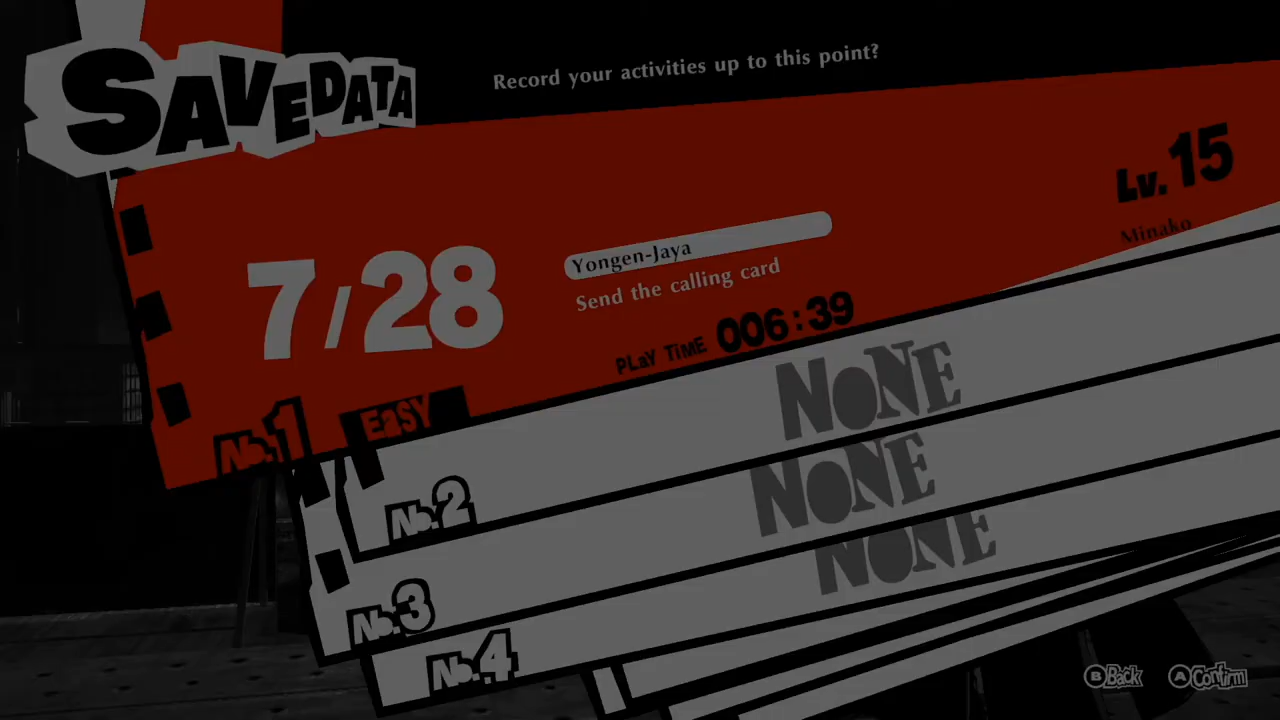 SAVEDATA
Record your activities up to this point?
Lv.15
Minako
7/28
Yongen-Jaya
Send the calling card
PLaY TiME 006:39
No.1
EaSY
NONE
No.2
NONE
No.3
NONE
No.4
B Back
A Confirm